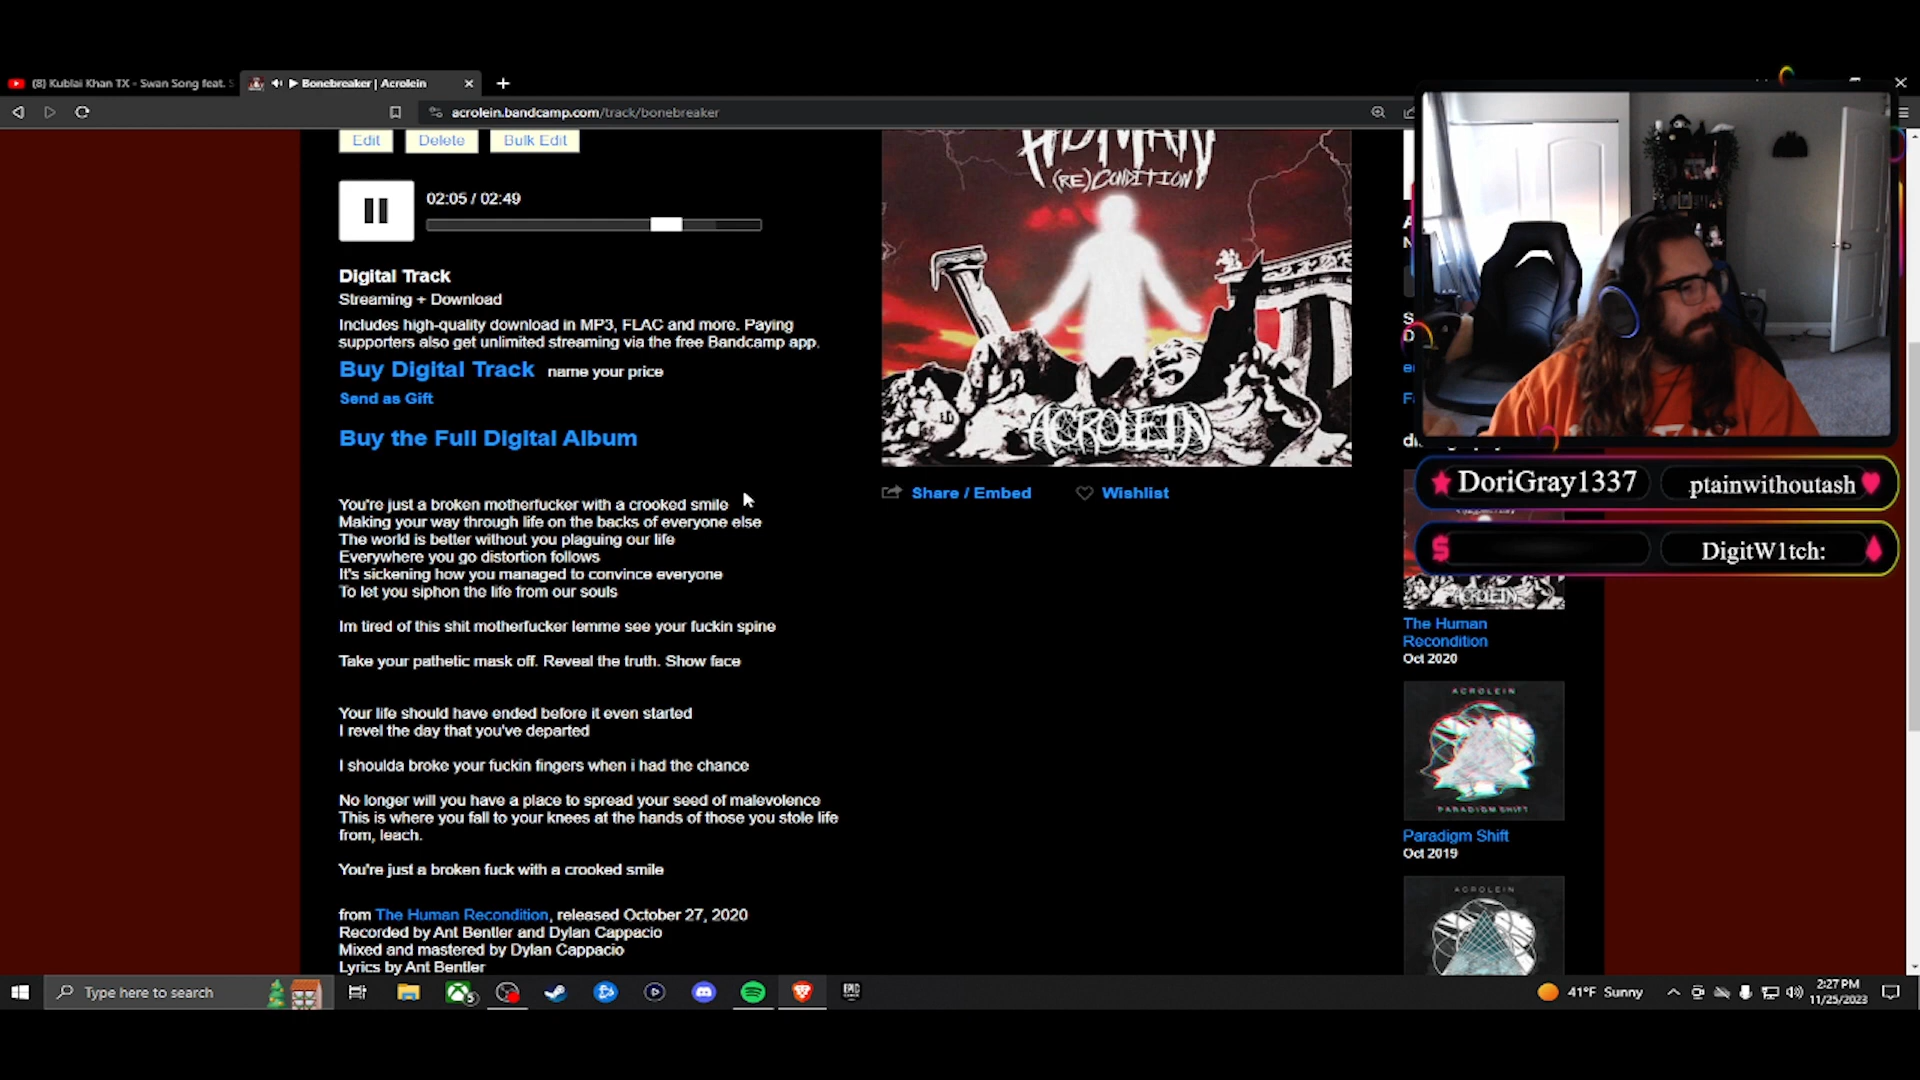 (8) Kublai Khan TX - Swan Song feat. S
Bonebreaker | Acrolein
acrolein.bandcamp.com/track/bonebreaker
Edit
Delete
Bulk Edit
02:05 / 02:49
Digital Track
Streaming + Download
Includes high-quality download in MP3, FLAC and more. Paying
supporters also get unlimited streaming via the free Bandcamp app.
Buy Digital Track name your price
Send as Gift
Buy the Full Digital Album
You're just a broken motherfucker with a crooked smile
Making your way through life on the backs of everyone else
The world is better without you plaguing our life
Everywhere you go distortion follows
It's sickening how you managed to convince everyone
To let you siphon the life from our souls
Im tired of this shit motherfucker lemme see your fuckin spine
Take your pathetic mask off. Reveal the truth. Show face
Your life should have ended before it even started
I revel the day that you've departed
I shoulda broke your fuckin fingers when i had the chance
No longer will you have a place to spread your seed of malevolence
This is where you fall to your knees at the hands of those you stole life
from, leach.
You're just a broken fuck with a crooked smile
from The Human Recondition, released October 27, 2020
Recorded by Ant Bentler and Dylan Cappacio
Mixed and mastered by Dylan Cappacio
Lyrics by Ant Bentler
HUMAN
(RE)CONDITION
ACROLEIN
Share / Embed
Wishlist
DoriGray1337
ptainwithoutash
$
DigitW1tch:
ACROLEIN
The Human
Recondition
Oct 2020
ACROLEIN
PARADIGM SHIFT
Paradigm Shift
Oct 2019
ACROLEIN
Type here to search
5
EPIC
41°F Sunny
2:27 PM
11/25/2023